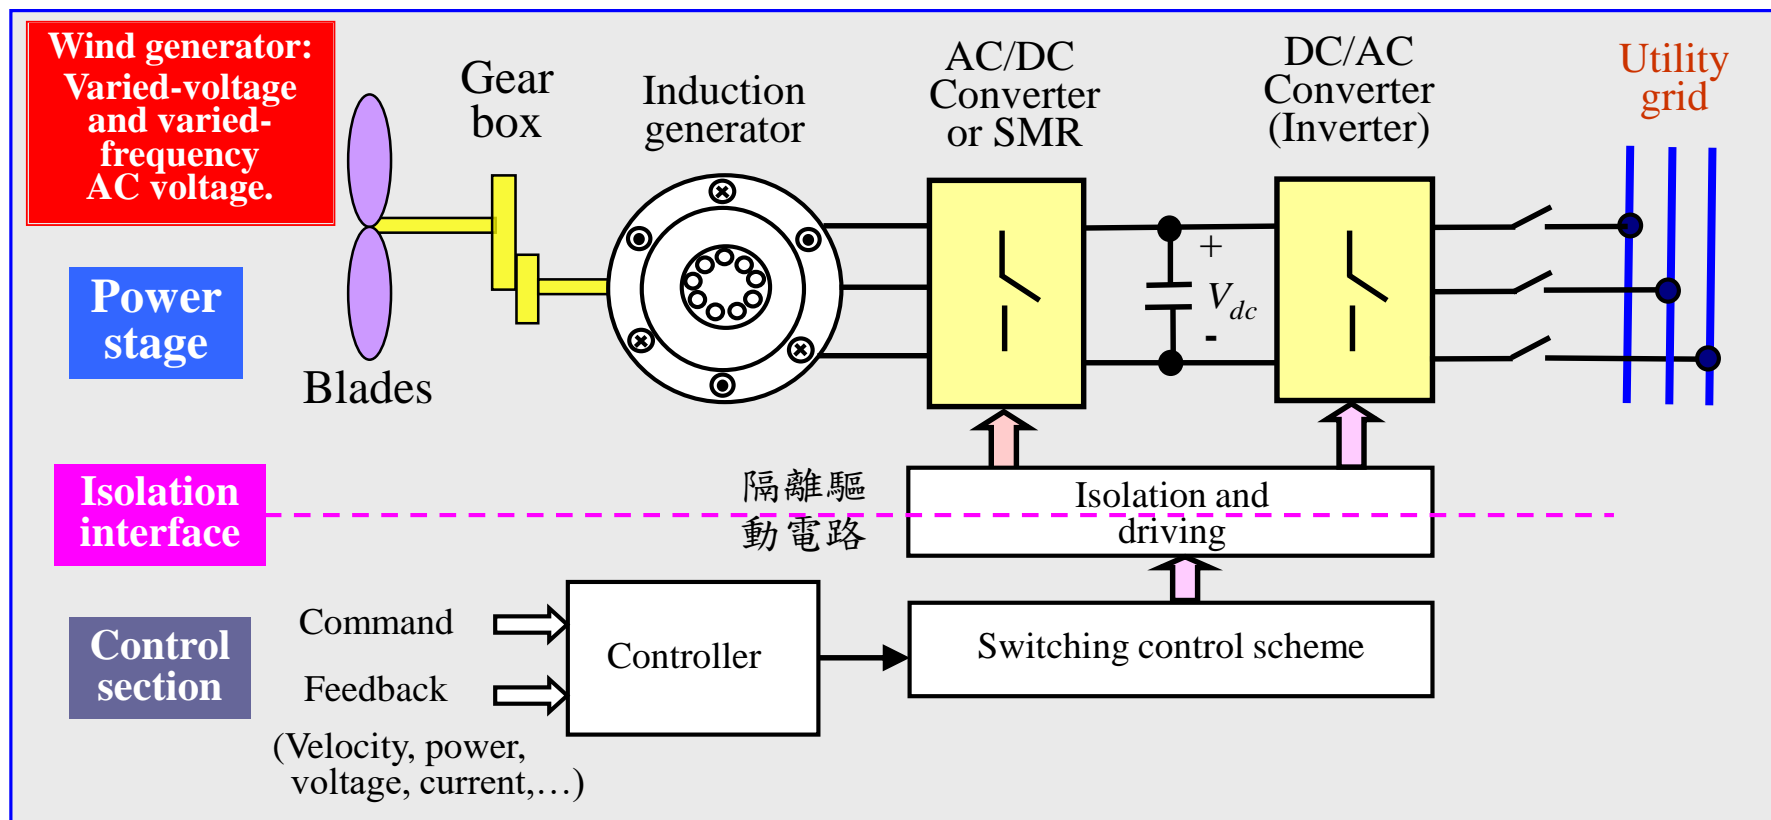 Wind generator:
Varied-voltage
and varied-
frequency
AC voltage.
Gear
box
Induction
generator
AC/DC
Converter
or SMR
DC/AC
Converter
(Inverter)
Utility
grid
Power
stage
Blades
+
V_dc
-
Isolation
interface
隔離驅
動電路
Isolation and
driving
Control
section
Command
Feedback
(Velocity, power,
voltage, current,…)
Controller
Switching control scheme